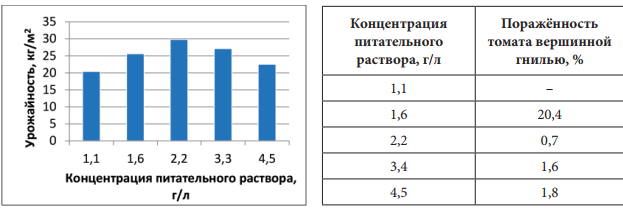 Урожайность, кг/м²
35
30
25
20
15
10
5
0
1,1 1,6 2,2 3,3 4,5
Концентрация питательного раствора,
г/л
Концентрация
питательного
раствора, г/л
Поражённость
томата вершинной
гнилью, %
1,1 –
1,6 20,4
2,2 0,7
3,4 1,6
4,5 1,8